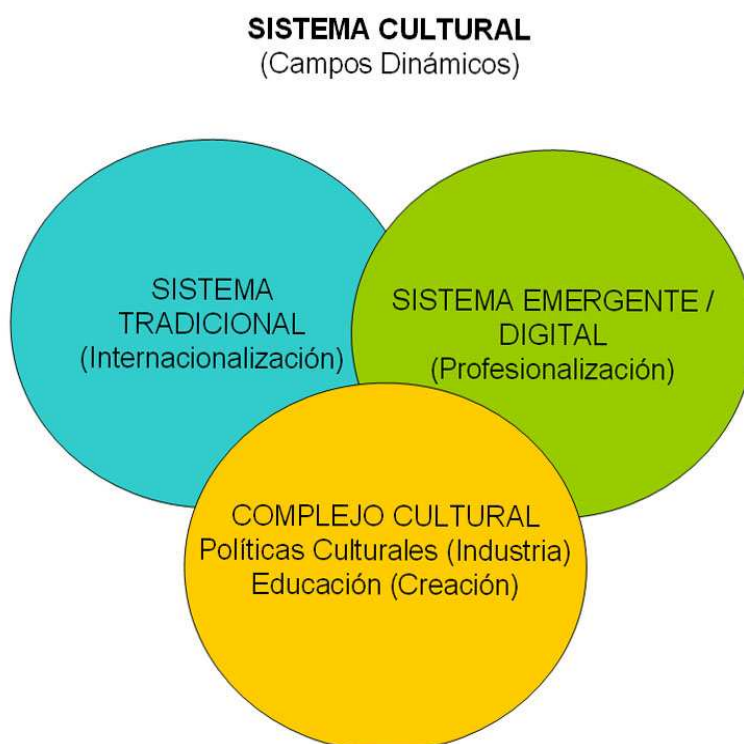 SISTEMA CULTURAL
(Campos Dinámicos)
SISTEMA
TRADICIONAL
(Internacionalización)
SISTEMA EMERGENTE /
DIGITAL
(Profesionalización)
COMPLEJO CULTURAL
Políticas Culturales (Industria)
Educación (Creación)